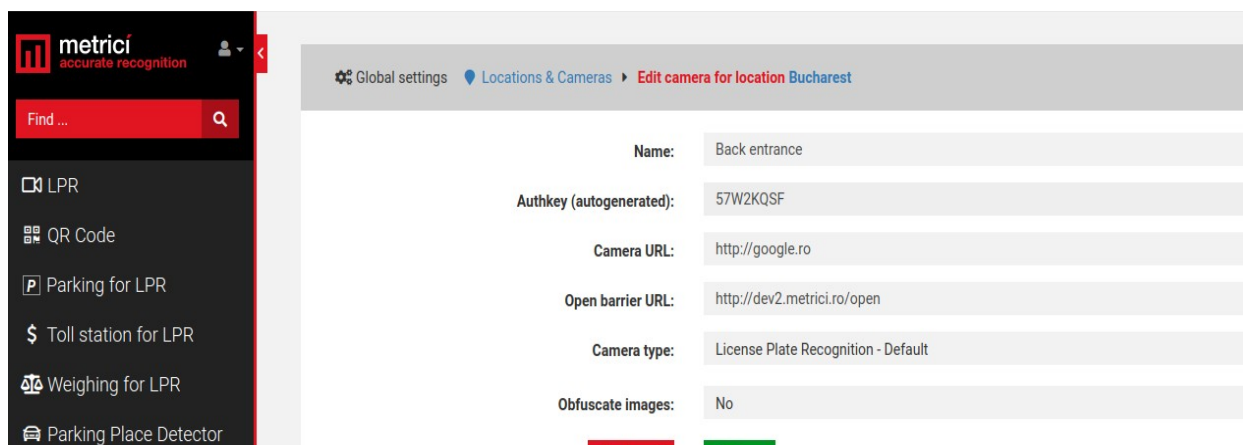 metrici
accurate recognition
Find ...
LPR
QR Code
P Parking for LPR
$ Toll station for LPR
Weighing for LPR
Parking Place Detector
Global settings Locations & Cameras Edit camera for location Bucharest
Name: Back entrance
Authkey (autogenerated): 57W2KQSF
Camera URL: http://google.ro
Open barrier URL: http://dev2.metrici.ro/open
Camera type: License Plate Recognition - Default
Obfuscate images: No